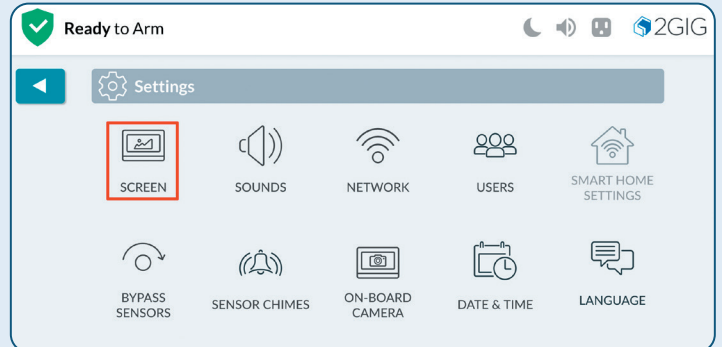 Ready to Arm
2GIG
Settings
SCREEN
SOUNDS
NETWORK
USERS
SMART HOME
SETTINGS
BYPASS
SENSORS
SENSOR CHIMES
ON-BOARD
CAMERA
DATE & TIME
LANGUAGE